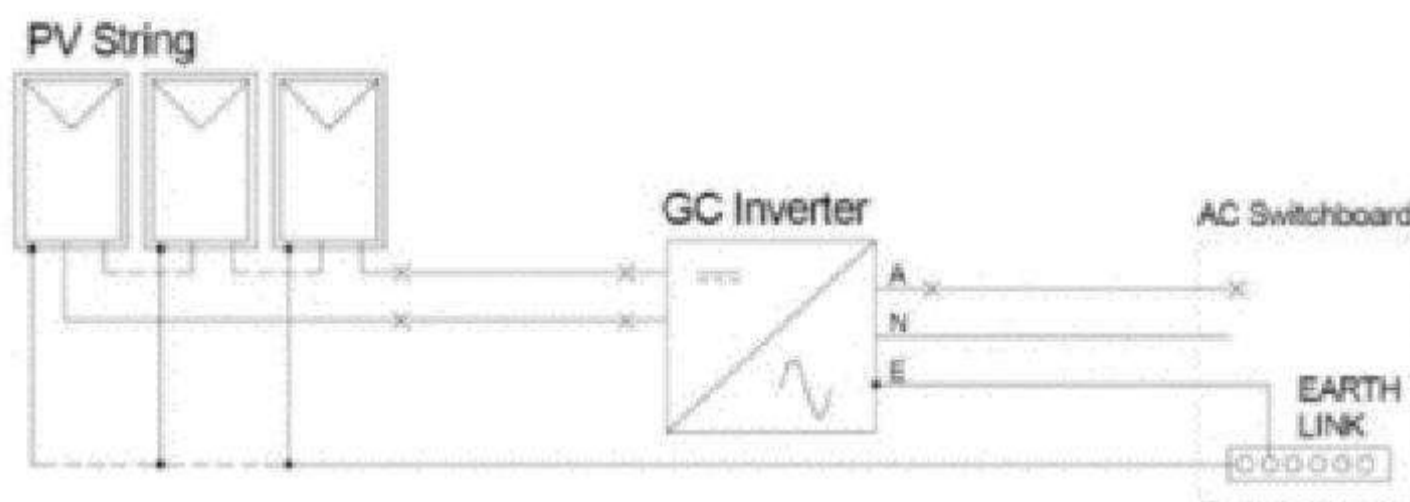 PV String
GC Inverter
AC Switchboard
A
N
E
EARTH
LINK